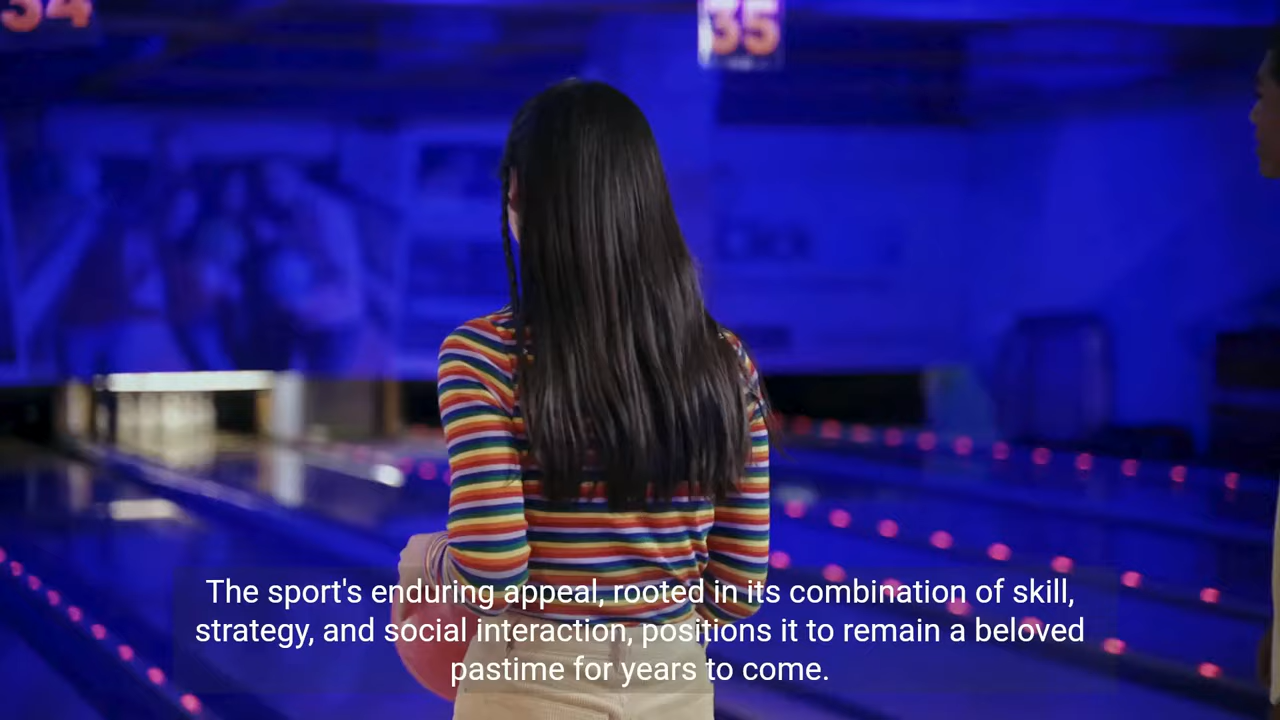 34
35
The sport's enduring appeal, rooted in its combination of skill,
strategy, and social interaction, positions it to remain a beloved
pastime for years to come.